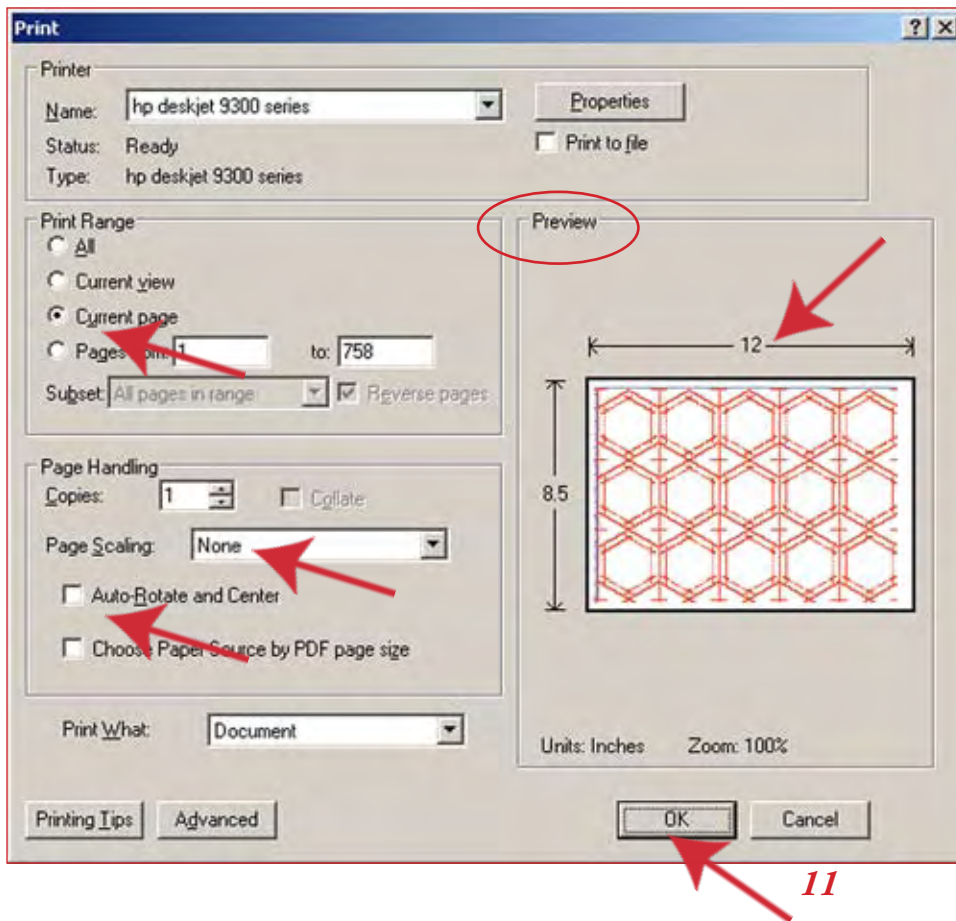 Print
Printer
Name: hp deskjet 9300 series
Properties
Status: Ready
Print to file
Type: hp deskjet 9300 series
Print Range
All
Current view
Current page
Pages 1 to: 758
Subset: All pages in range Reverse pages
Preview
12
8.5
Units: Inches Zoom: 100%
Page Handling
Copies: 1 Collate
Page Scaling: None
Auto-Rotate and Center
Choose Paper Source by PDF page size
Print What: Document
Printing Tips Advanced OK Cancel
11